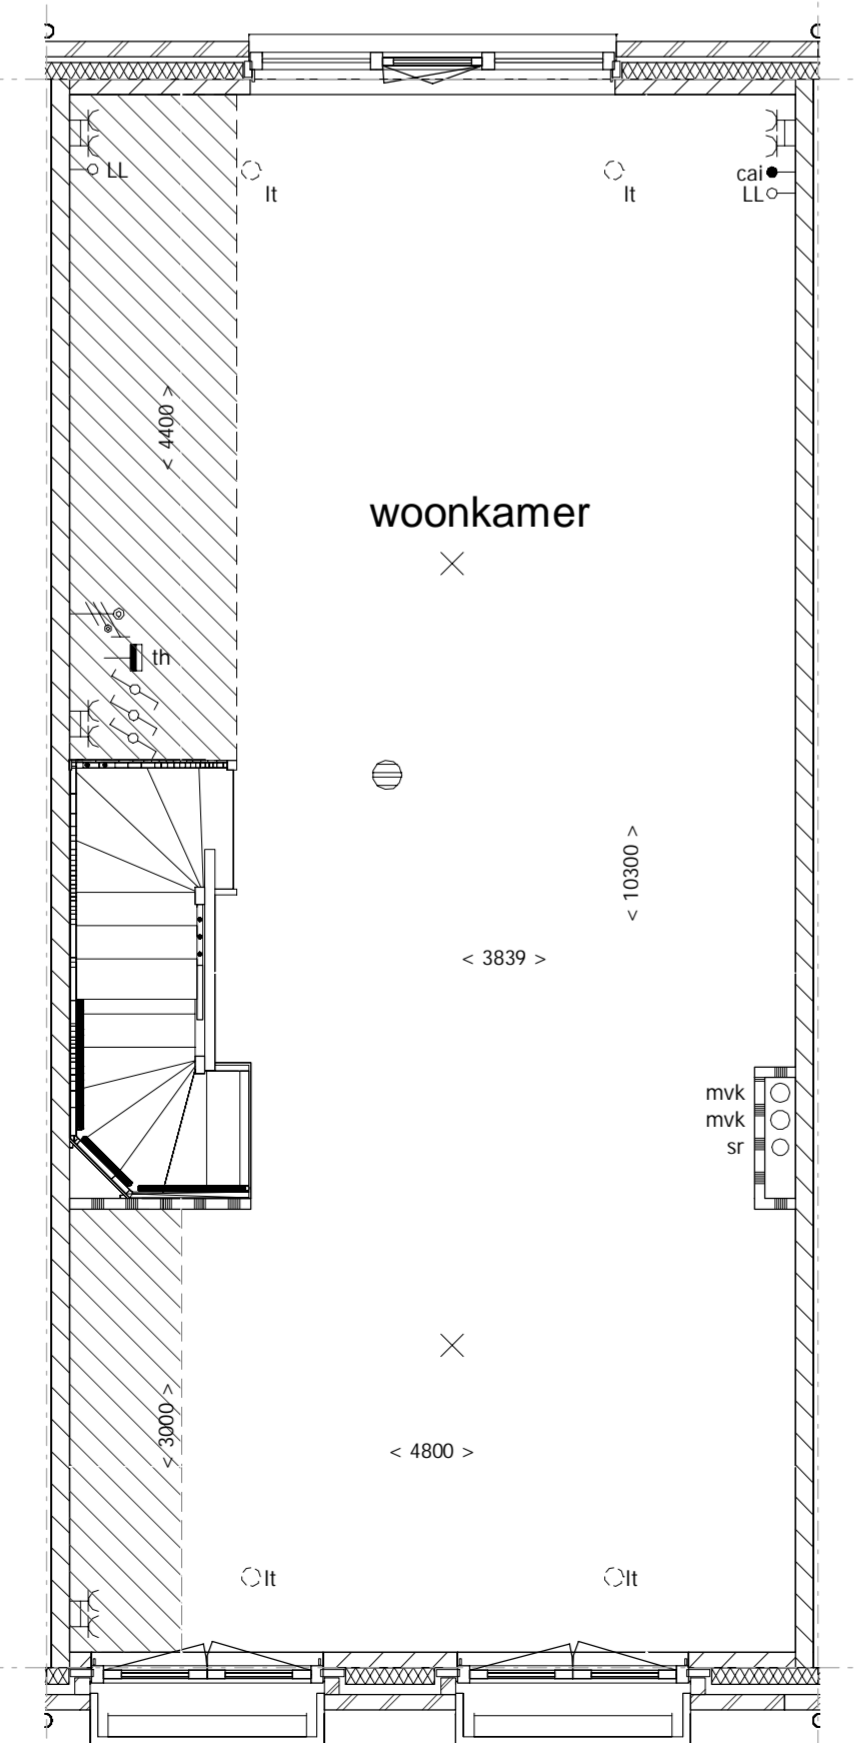 LL
lt
lt
cai
LL
< 4400 >
woonkamer
th
< 10300 >
< 3839 >
mvk
mvk
sr
< 3000 >
< 4800 >
lt
lt